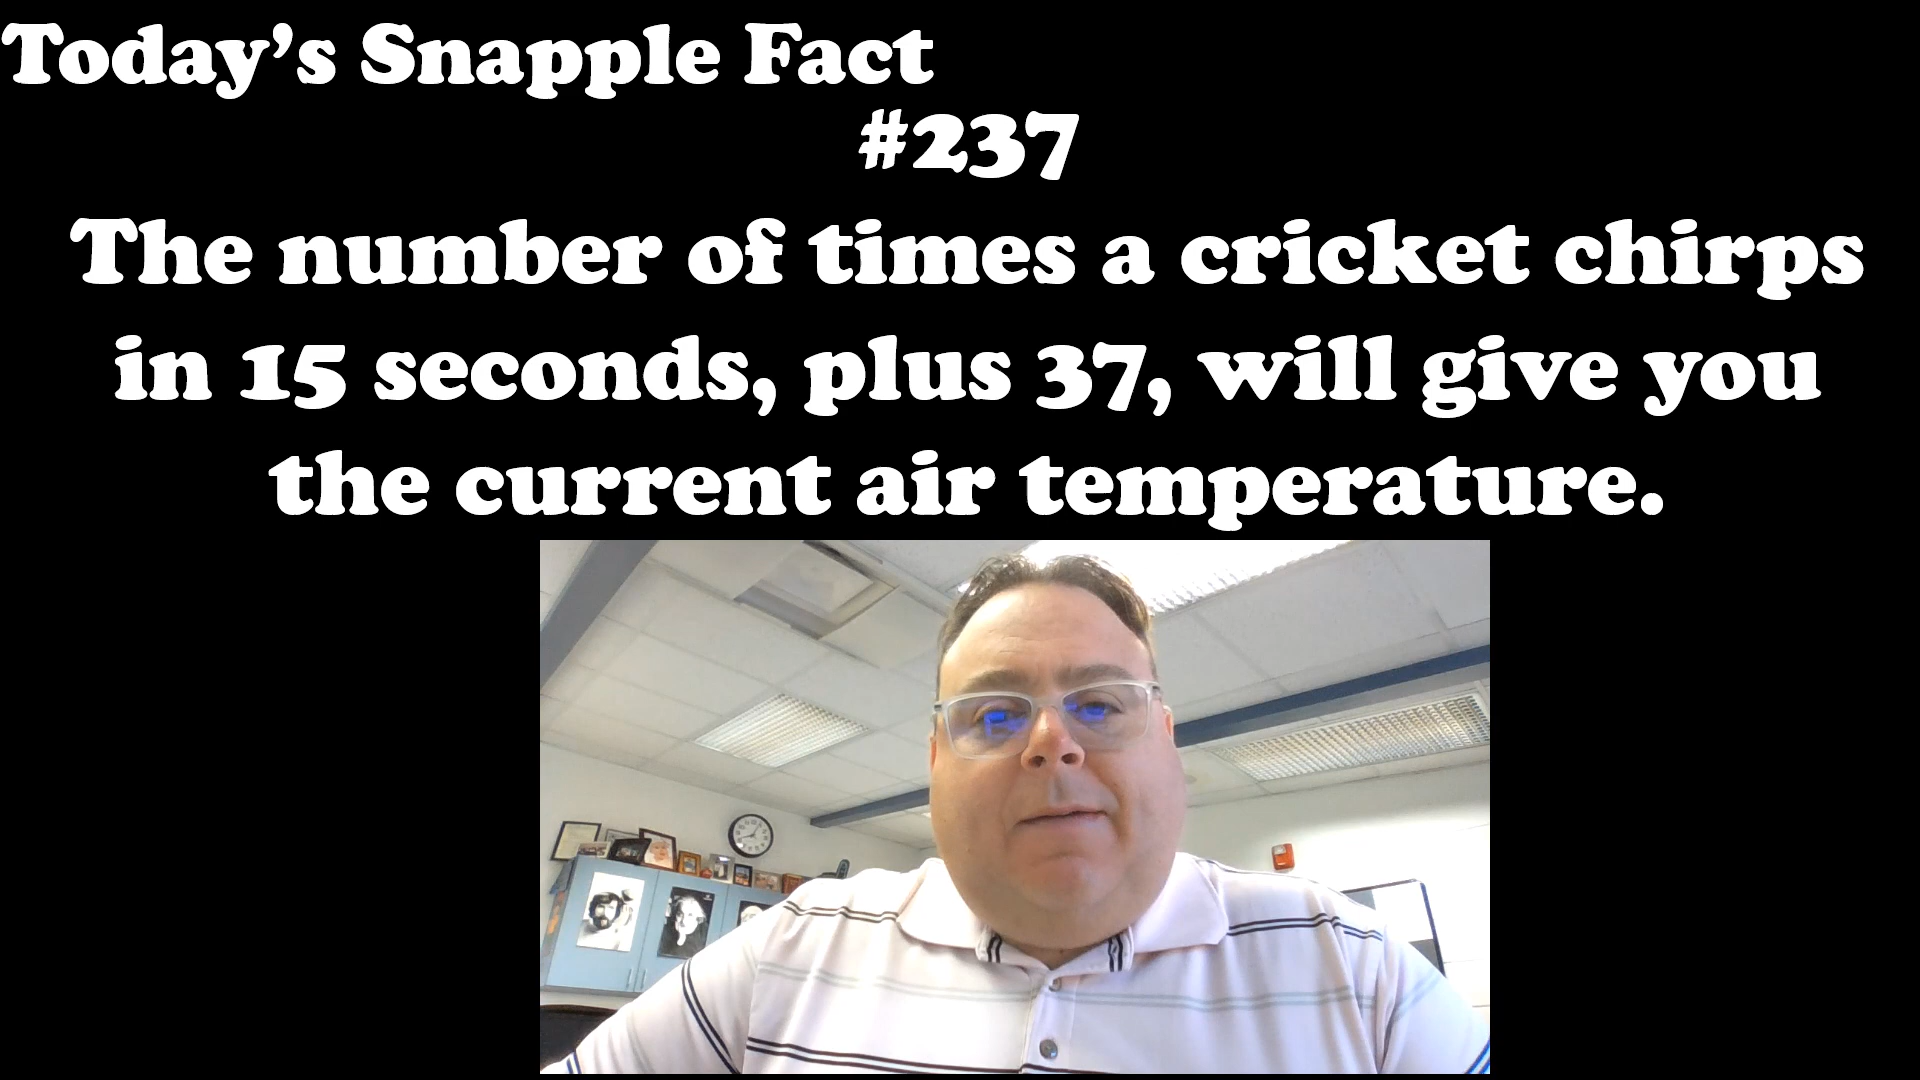 Today’s Snapple Fact
#237
The number of times a cricket chirps
in 15 seconds, plus 37, will give you
the current air temperature.